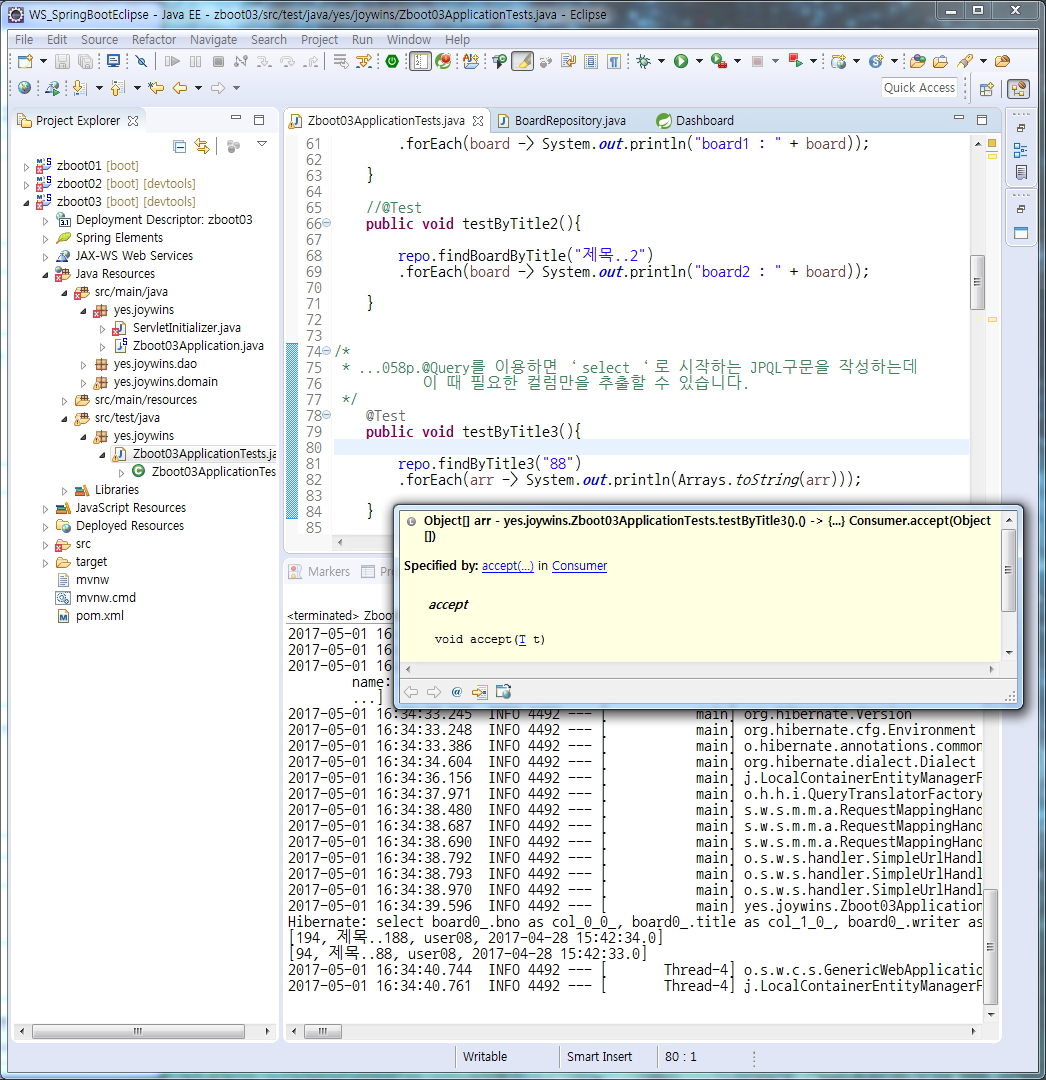 WS_SpringBootEclipse - Java EE - zboot03/src/test/java/yes/joywins/Zboot03ApplicationTests.java - Eclipse
File Edit Source Refactor Navigate Search Project Run Window Help
Quick Access
Project Explorer
zboot01 [boot]
zboot02 [boot] [devtools]
zboot03 [boot] [devtools]
Deployment Descriptor: zboot03
Spring Elements
JAX-WS Web Services
Java Resources
src/main/java
yes.joywins
ServletInitializer.java
Zboot03Application.java
yes.joywins.dao
yes.joywins.domain
src/main/resources
src/test/java
yes.joywins
Zboot03ApplicationTests.ja
Zboot03ApplicationTes
Libraries
JavaScript Resources
Deployed Resources
src
target
mvnw
mvnw.cmd
pom.xml
Zboot03ApplicationTests.java BoardRepository.java Dashboard
61 .forEach(board -> System.out.println("board1 : " + board));
62
63 }
64
65 //@Test
66 public void testByTitle2(){
67
68 repo.findBoardByTitle("제목..2")
69 .forEach(board -> System.out.println("board2 : " + board));
70
71 }
72
73
74 /*
75 * ...058p.@Query를 이용하면 ‘select ‘로 시작하는 JPQL구문을 작성하는데
76 이 때 필요한 컬럼만을 추출할 수 있습니다.
77 */
78 @Test
79 public void testByTitle3(){
80
81 repo.findByTitle3("88")
82 .forEach(arr -> System.out.println(Arrays.toString(arr)));
83
84 }
85
Object[] arr - yes.joywins.Zboot03ApplicationTests.testByTitle3().() -> {...} Consumer.accept(Object
[])
Specified by: accept(...) in Consumer
accept
void accept(T t)
Markers Pr
<terminated> Zboo
2017-05-01 16
2017-05-01 16
2017-05-01 16
name:
...]
2017-05-01 16:34:33.245 INFO 4492 --- [ main] org.hibernate.Version
2017-05-01 16:34:33.248 INFO 4492 --- [ main] org.hibernate.cfg.Environment
2017-05-01 16:34:33.386 INFO 4492 --- [ main] o.hibernate.annotations.common
2017-05-01 16:34:34.604 INFO 4492 --- [ main] org.hibernate.dialect.Dialect
2017-05-01 16:34:36.156 INFO 4492 --- [ main] j.LocalContainerEntityManagerF
2017-05-01 16:34:37.971 INFO 4492 --- [ main] o.h.h.i.QueryTranslatorFactory
2017-05-01 16:34:38.480 INFO 4492 --- [ main] s.w.s.m.m.a.RequestMappingHand
2017-05-01 16:34:38.687 INFO 4492 --- [ main] s.w.s.m.m.a.RequestMappingHand
2017-05-01 16:34:38.690 INFO 4492 --- [ main] s.w.s.m.m.a.RequestMappingHand
2017-05-01 16:34:38.792 INFO 4492 --- [ main] o.s.w.s.handler.SimpleUrlHandl
2017-05-01 16:34:38.793 INFO 4492 --- [ main] o.s.w.s.handler.SimpleUrlHandl
2017-05-01 16:34:38.970 INFO 4492 --- [ main] o.s.w.s.handler.SimpleUrlHandl
2017-05-01 16:34:39.596 INFO 4492 --- [ main] yes.joywins.Zboot03Application
Hibernate: select board0_.bno as col_0_0_, board0_.title as col_1_0_, board0_.writer as
[194, 제목..188, user08, 2017-04-28 15:42:34.0]
[94, 제목..88, user08, 2017-04-28 15:42:33.0]
2017-05-01 16:34:40.744 INFO 4492 --- [ Thread-4] o.s.w.c.s.GenericWebApplicatio
2017-05-01 16:34:40.761 INFO 4492 --- [ Thread-4] j.LocalContainerEntityManagerF
Writable Smart Insert 80 : 1